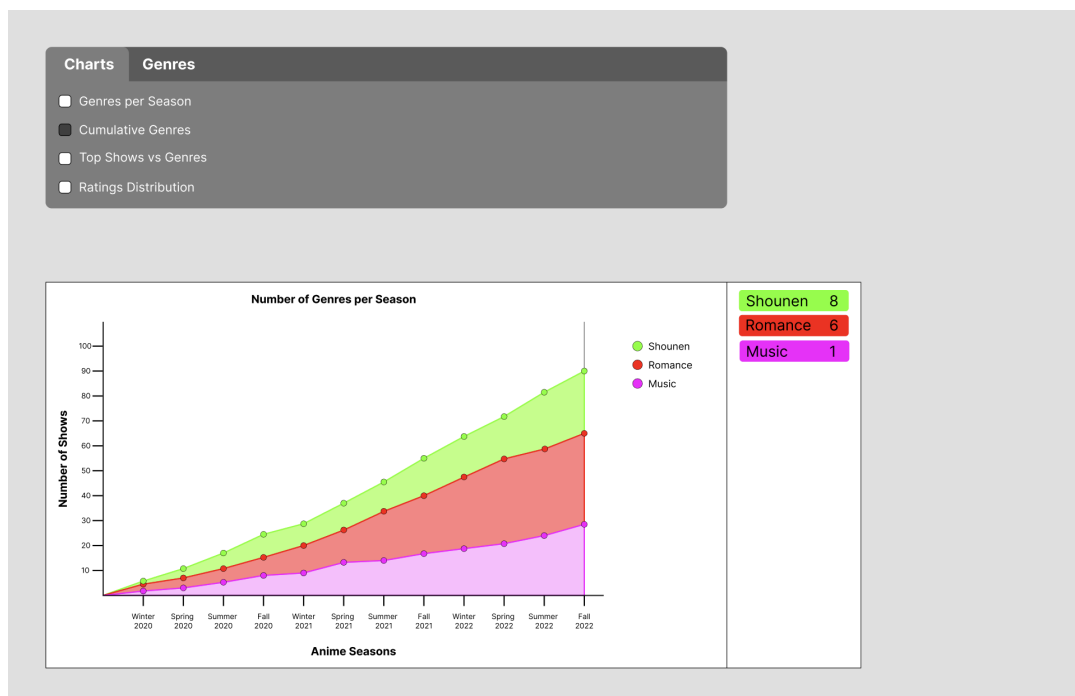 Charts Genres
Genres per Season
Cumulative Genres
Top Shows vs Genres
Ratings Distribution
Number of Genres per Season
Shounen 8
Romance 6
Music 1
Shounen
Romance
Music
Number of Shows
100
90
80
70
60
50
40
30
20
10
Winter 2020
Spring 2020
Summer 2020
Fall 2020
Winter 2021
Spring 2021
Summer 2021
Fall 2021
Winter 2022
Spring 2022
Summer 2022
Fall 2022
Anime Seasons